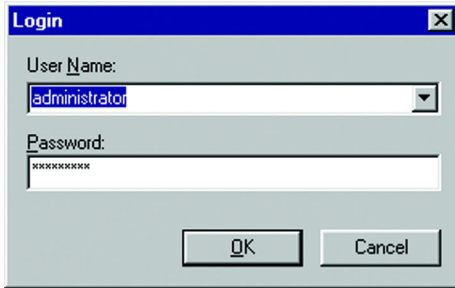 Login
User Name:
administrator
Password:
*********
OK
Cancel